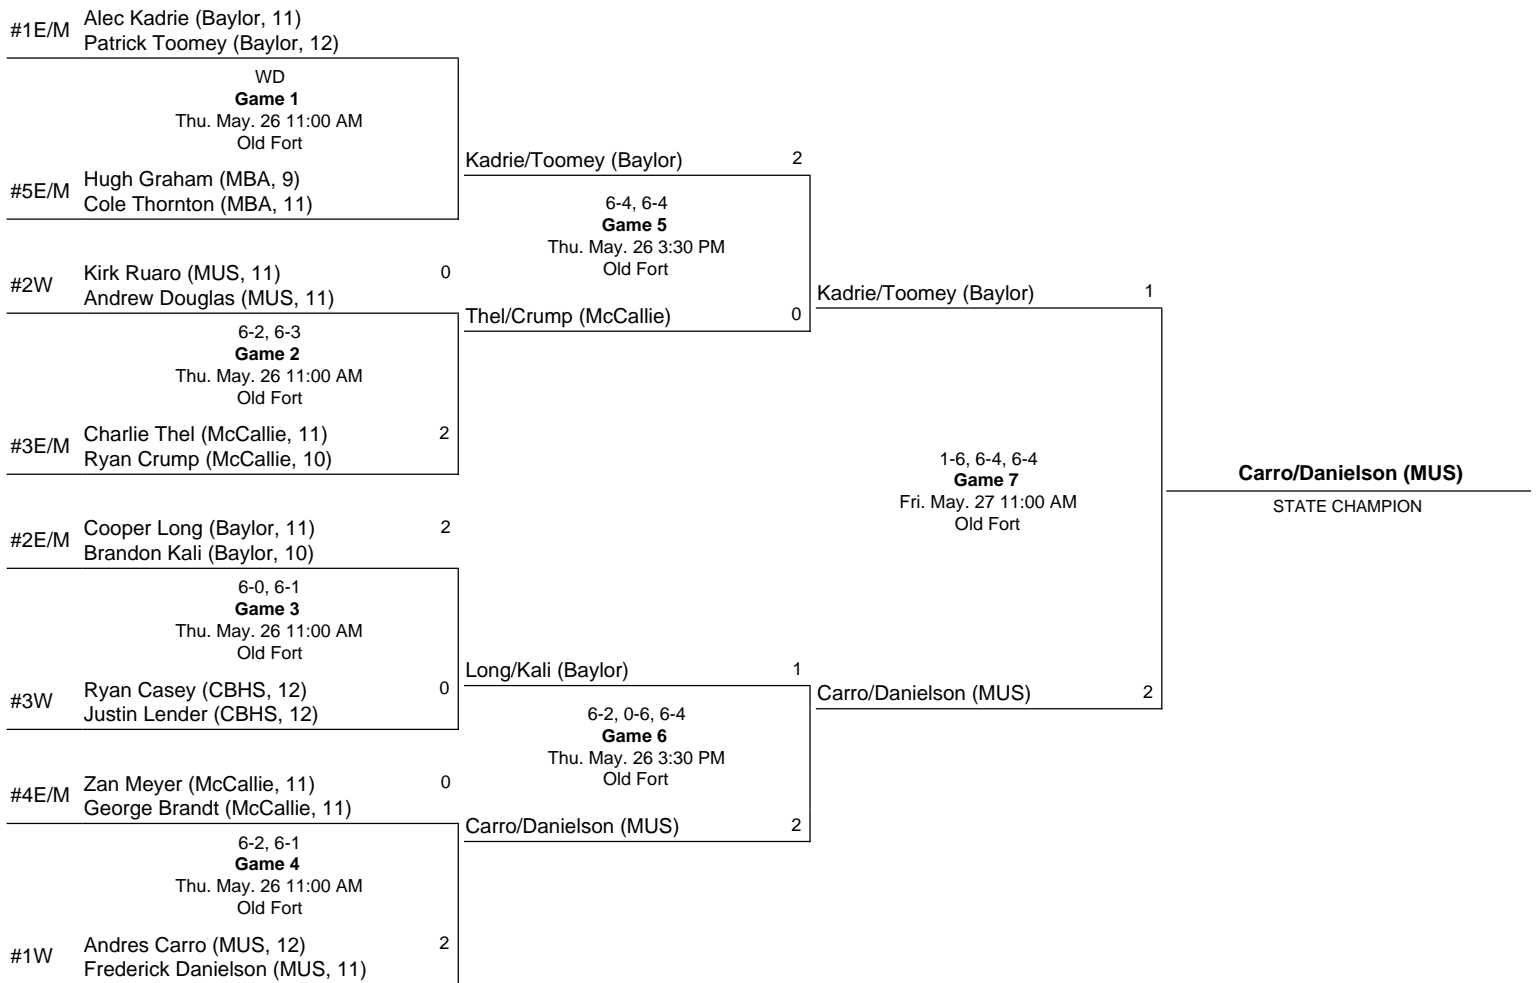 #1E/M
Alec Kadrie (Baylor, 11)
Patrick Toomey (Baylor, 12)
WD
Game 1
Thu. May. 26 11:00 AM
Old Fort
#5E/M
Hugh Graham (MBA, 9)
Cole Thornton (MBA, 11)
#2W
Kirk Ruaro (MUS, 11) 0
Andrew Douglas (MUS, 11)
6-2, 6-3
Game 2
Thu. May. 26 11:00 AM
Old Fort
#3E/M
Charlie Thel (McCallie, 11) 2
Ryan Crump (McCallie, 10)
#2E/M
Cooper Long (Baylor, 11) 2
Brandon Kali (Baylor, 10)
6-0, 6-1
Game 3
Thu. May. 26 11:00 AM
Old Fort
#3W
Ryan Casey (CBHS, 12) 0
Justin Lender (CBHS, 12)
#4E/M
Zan Meyer (McCallie, 11) 0
George Brandt (McCallie, 11)
6-2, 6-1
Game 4
Thu. May. 26 11:00 AM
Old Fort
#1W
Andres Carro (MUS, 12) 2
Frederick Danielson (MUS, 11)
Kadrie/Toomey (Baylor) 2
6-4, 6-4
Game 5
Thu. May. 26 3:30 PM
Old Fort
Thel/Crump (McCallie) 0
Long/Kali (Baylor) 1
6-2, 0-6, 6-4
Game 6
Thu. May. 26 3:30 PM
Old Fort
Carro/Danielson (MUS) 2
Kadrie/Toomey (Baylor) 1
1-6, 6-4, 6-4
Game 7
Fri. May. 27 11:00 AM
Old Fort
Carro/Danielson (MUS) 2
Carro/Danielson (MUS)
STATE CHAMPION